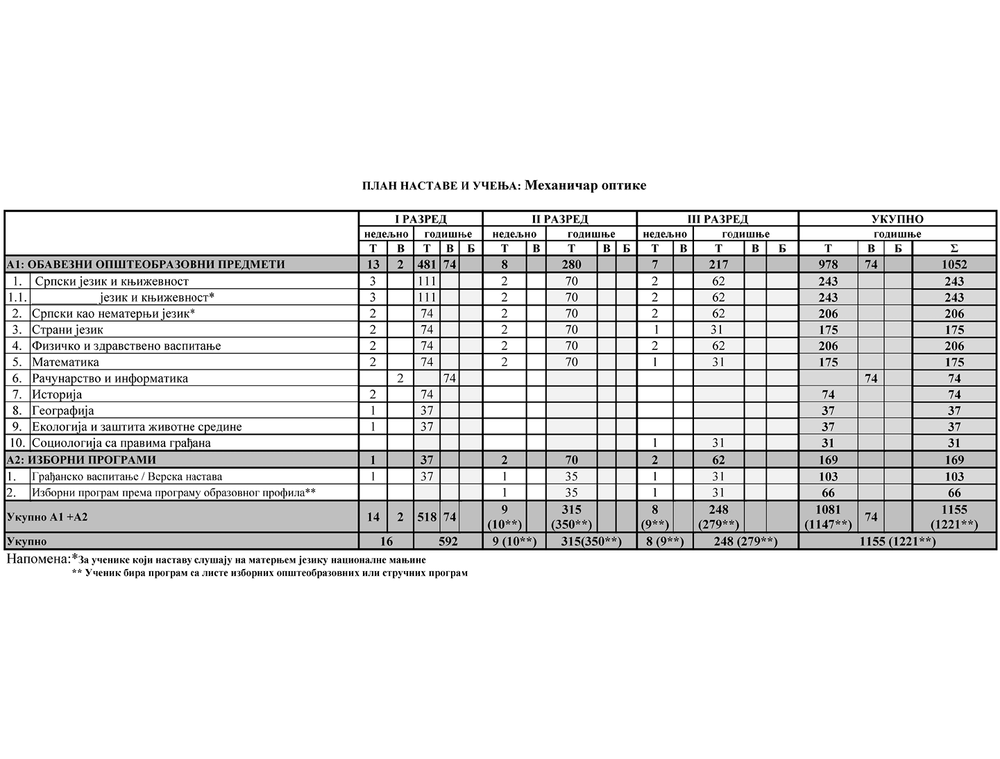 ПЛАН НАСТАВЕ И УЧЕЊА: Механичар оптике
I РАЗРЕД II РАЗРЕД III РАЗРЕД УКУПНО
недељно годишње недељно годишње недељно годишње годишње
Т В Т В Б Т В Т В Б Т В Т В Б Т В Б Σ
А1: ОБАВЕЗНИ ОПШТЕОБРАЗОВНИ ПРЕДМЕТИ 13 2 481 74 8 280 7 217 978 74 1052
1. Српски језик и књижевност 3 111 2 70 2 62 243 243
1.1. __________ језик и књижевност* 3 111 2 70 2 62 243 243
2. Српски као нематерњи језик* 2 74 2 70 2 62 206 206
3. Страни језик 2 74 2 70 1 31 175 175
4. Физичко и здравствено васпитање 2 74 2 70 2 62 206 206
5. Математика 2 74 2 70 1 31 175 175
6. Рачунарство и информатика 2 74 74 74
7. Историја 2 74 74 74
8. Географија 1 37 37 37
9. Екологија и заштита животне средине 1 37 37 37
10. Социологија са правима грађана 1 31 31 31
А2: ИЗБОРНИ ПРОГРАМИ 1 37 2 70 2 62 169 169
1. Грађанско васпитање / Верска настава 1 37 1 35 1 31 103 103
2. Изборни програм према програму образовног профила** 1 35 1 31 66 66
Укупно А1 +А2 14 2 518 74 9 (10**) 315 (350**) 8 (9**) 248 (279**) 1081 (1147**) 74 1155 (1221**)
Укупно 16 592 9 (10**) 315(350**) 8 (9**) 248 (279**) 1155 (1221**)
Напомена:*За ученике који наставу слушају на матерњем језику националне мањине
** Ученик бира програм са листе изборних општеобразовних или стручних програм